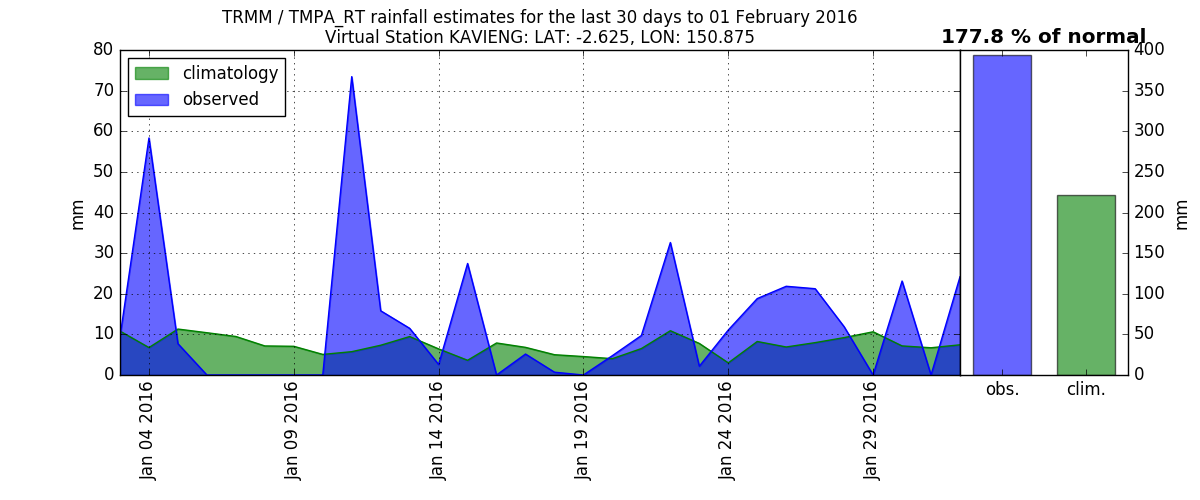 TRMM / TMPA_RT rainfall estimates for the last 30 days to 01 February 2016
Virtual Station KAVIENG: LAT: -2.625, LON: 150.875
177.8 % of normal
climatology
observed
80
70
60
50
40
30
20
10
0
mm
Jan 04 2016
Jan 09 2016
Jan 14 2016
Jan 19 2016
Jan 24 2016
Jan 29 2016
obs.
clim.
400
350
300
250
200
150
100
50
0
mm